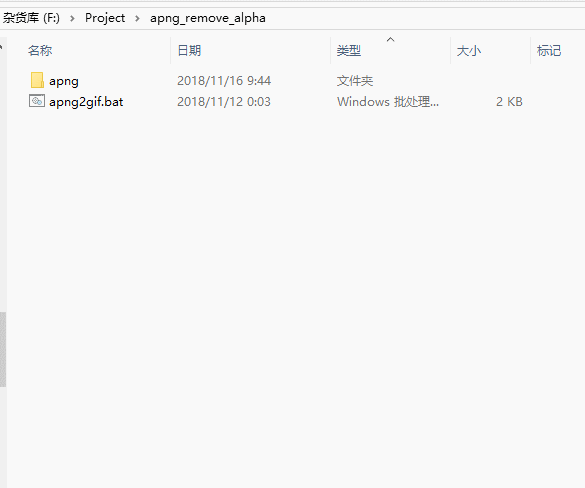 杂货库 (F:) › Project › apng_remove_alpha
名称 日期 类型 大小 标记
apng 2018/11/16 9:44 文件夹
apng2gif.bat 2018/11/12 0:03 Windows 批处理... 2 KB